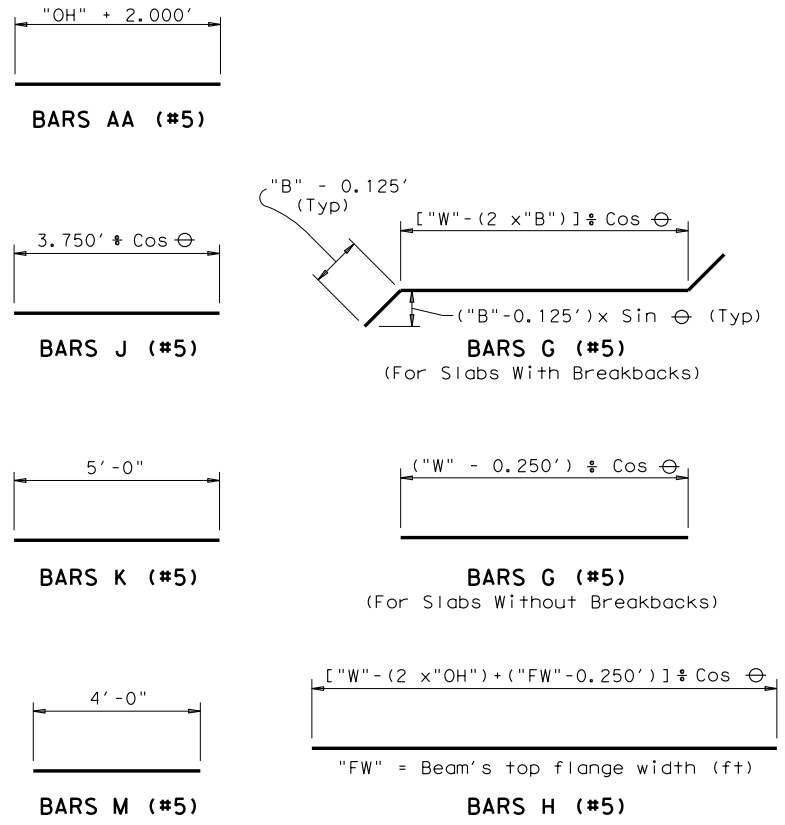 "OH" + 2.000'
BARS AA (#5)
"B" - 0.125'
(Typ)
["W"-(2 x"B")]÷ Cos ⊖
3.750' ÷ Cos ⊖
("B"-0.125')x Sin ⊖ (Typ)
BARS J (#5)
BARS G (#5)
(For Slabs With Breakbacks)
5'-0"
("W" - 0.250') ÷ Cos ⊖
BARS K (#5)
BARS G (#5)
(For Slabs Without Breakbacks)
["W"-(2 x"OH")+("FW"-0.250')]÷ Cos ⊖
4'-0"
"FW" = Beam's top flange width (ft)
BARS M (#5)
BARS H (#5)